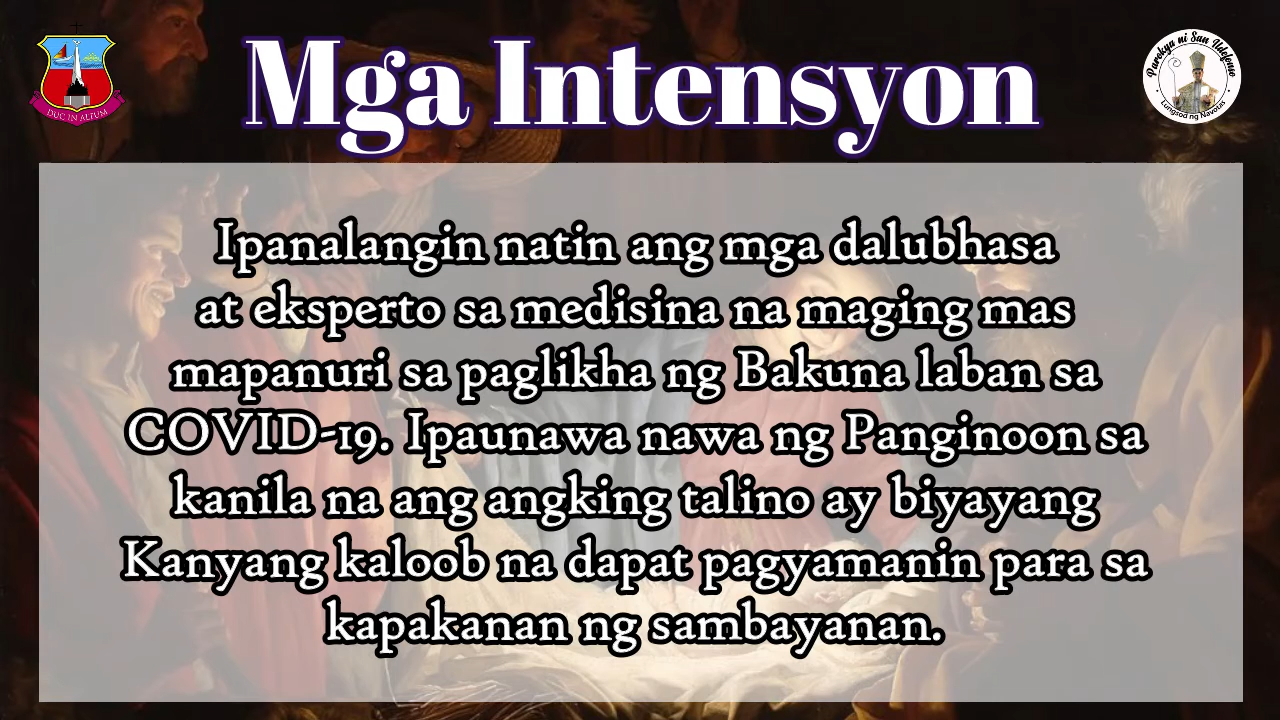 Mga Intensyon
DUC IN ALTUM
Parokya ni San Ildefonso
Lungsod ng Navotas
Ipanalangin natin ang mga dalubhasa
at eksperto sa medisina na maging mas
mapanuri sa paglikha ng Bakuna laban sa
COVID-19. Ipaunawa nawa ng Panginoon sa
kanila na ang angking talino ay biyayang
Kanyang kaloob na dapat pagyamanin para sa
kapakanan ng sambayanan.